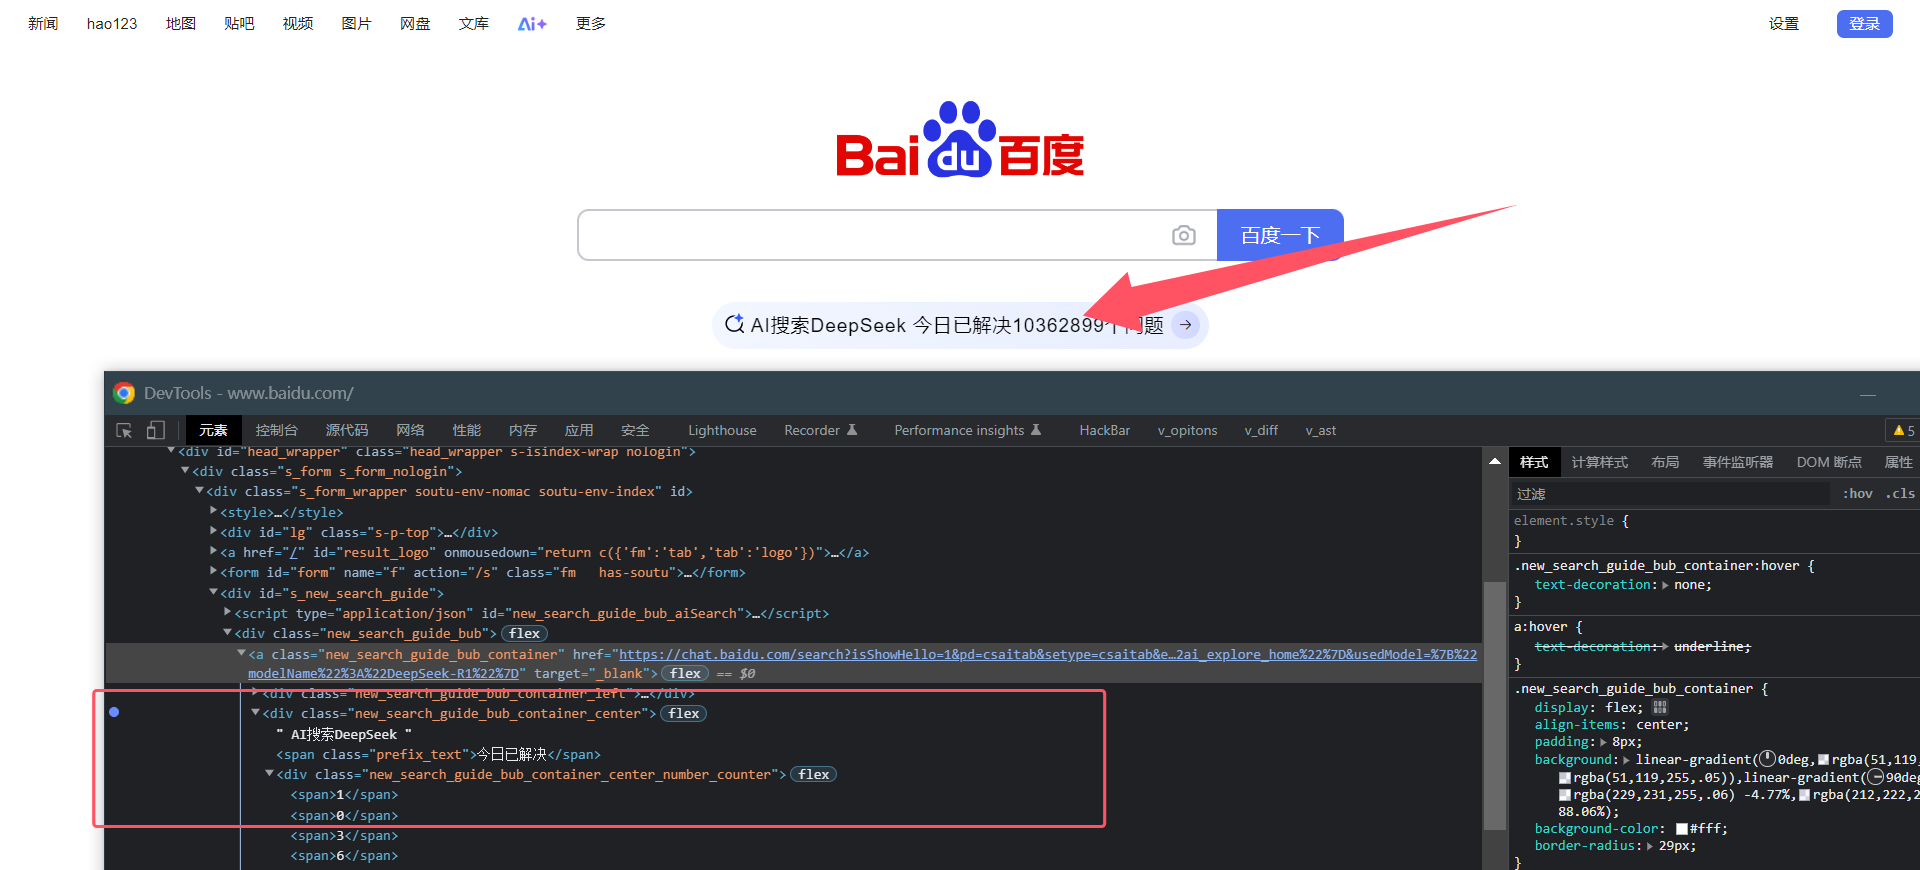 新闻 hao123 地图 贴吧 视频 图片 网盘 文库 Ai+ 更多 设置 登录
Bai du 百度
百度一下
AI搜索DeepSeek 今日已解决10362899个问题
DevTools - www.baidu.com/
元素 控制台 源代码 网络 性能 内存 应用 安全 Lighthouse Recorder Performance insights HackBar v_opitons v_diff v_ast 5
<div id="head_wrapper" class="head_wrapper s-isindex-wrap nologin">
<div class="s_form s_form_nologin">
<div class="s_form_wrapper soutu-env-nomac soutu-env-index" id>
<style>…</style>
<div id="lg" class="s-p-top">…</div>
<a href="/" id="result_logo" onmousedown="return c({'fm':'tab','tab':'logo'})">…</a>
<form id="form" name="f" action="/s" class="fm   has-soutu">…</form>
<div id="s_new_search_guide">
<script type="application/json" id="new_search_guide_bub_aiSearch">…</script>
<div class="new_search_guide_bub"> flex
<a class="new_search_guide_bub_container" href="https://chat.baidu.com/search?isShowHello=1&pd=csaitab&setype=csaitab&e…2ai_explore_home%22%7D&usedModel=%7B%22
modelName%22%3A%22DeepSeek-R1%22%7D" target="_blank"> flex == $0
<div class="new_search_guide_bub_container_left">…</div>
<div class="new_search_guide_bub_container_center"> flex
" AI搜索DeepSeek "
<span class="prefix_text">今日已解决</span>
<div class="new_search_guide_bub_container_center_number_counter"> flex
<span>1</span>
<span>0</span>
<span>3</span>
<span>6</span>
样式 计算样式 布局 事件监听器 DOM 断点 属性
过滤 :hov .cls
element.style {
}
.new_search_guide_bub_container:hover {
text-decoration: none;
}
a:hover {
text-decoration: underline;
}
.new_search_guide_bub_container {
display: flex;
align-items: center;
padding: 8px;
background: linear-gradient(0deg, rgba(51,119,
rgba(51,119,255,.05)),linear-gradient(90deg
rgba(229,231,255,.06) -4.77%, rgba(212,222,2
88.06%);
background-color: #fff;
border-radius: 29px;
}